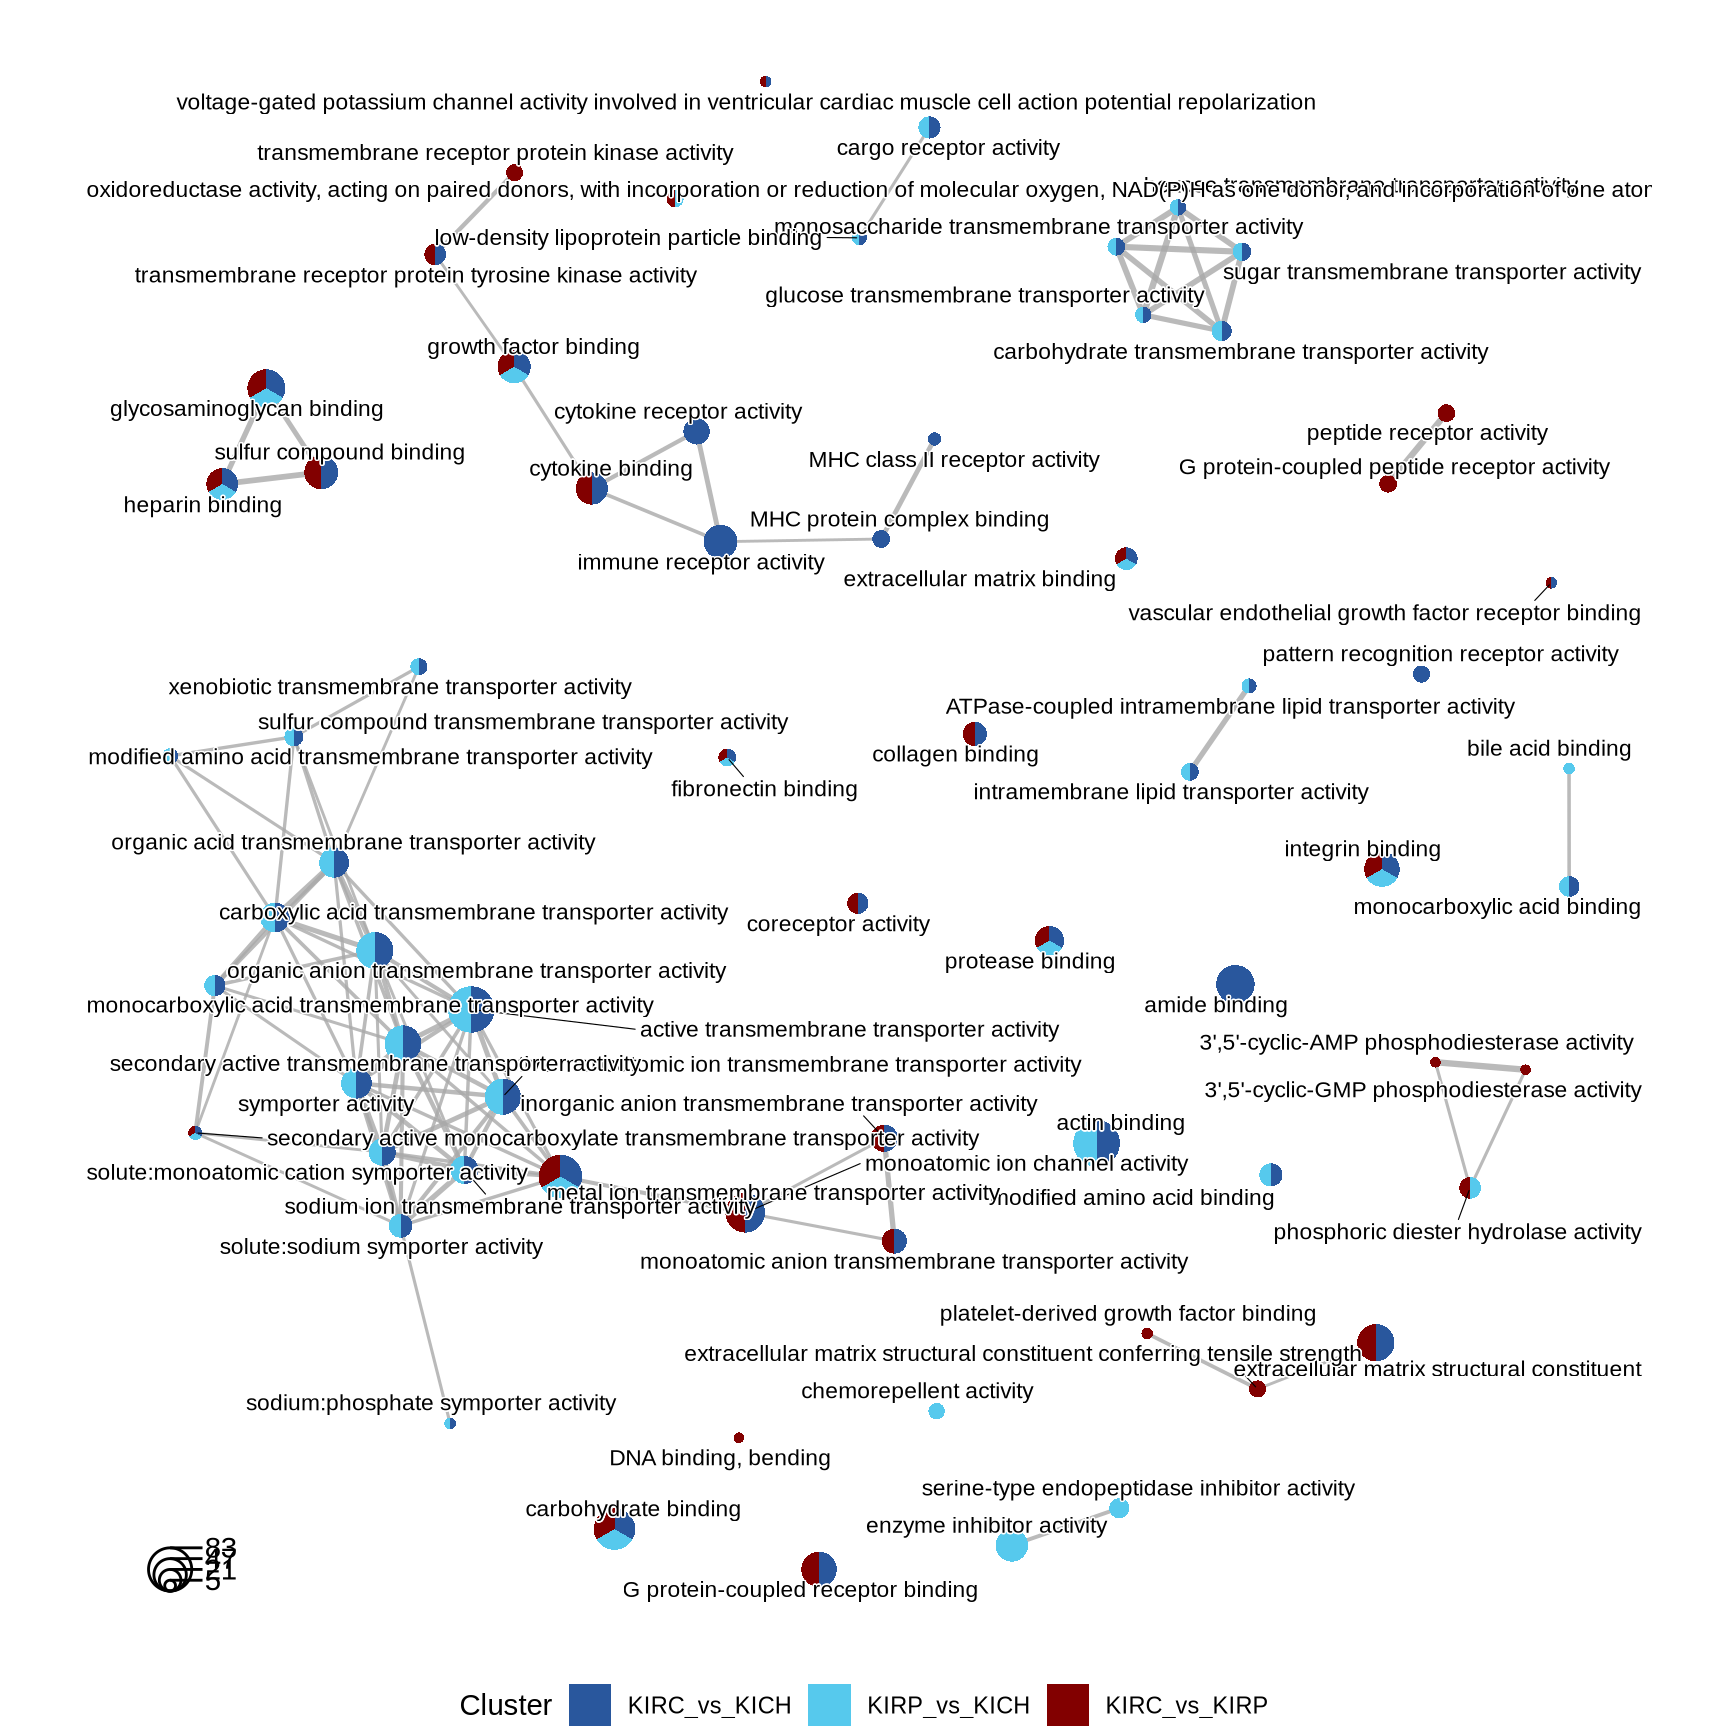 voltage-gated potassium channel activity involved in ventricular cardiac muscle cell action potential repolarization
cargo receptor activity
transmembrane receptor protein kinase activity
oxidoreductase activity, acting on paired donors, with incorporation or reduction of molecular oxygen, NAD(P)H as one donor, and incorporation of one ator
transmembrane transporter activity
monosaccharide transmembrane transporter activity
low-density lipoprotein particle binding
sugar transmembrane transporter activity
transmembrane receptor protein tyrosine kinase activity
glucose transmembrane transporter activity
growth factor binding
carbohydrate transmembrane transporter activity
glycosaminoglycan binding
cytokine receptor activity
peptide receptor activity
sulfur compound binding
MHC class II receptor activity
G protein-coupled peptide receptor activity
cytokine binding
heparin binding
MHC protein complex binding
immune receptor activity
extracellular matrix binding
vascular endothelial growth factor receptor binding
pattern recognition receptor activity
xenobiotic transmembrane transporter activity
ATPase-coupled intramembrane lipid transporter activity
sulfur compound transmembrane transporter activity
bile acid binding
modified amino acid transmembrane transporter activity
collagen binding
fibronectin binding
intramembrane lipid transporter activity
organic acid transmembrane transporter activity
integrin binding
carboxylic acid transmembrane transporter activity
monocarboxylic acid binding
coreceptor activity
protease binding
organic anion transmembrane transporter activity
monocarboxylic acid transmembrane transporter activity
amide binding
active transmembrane transporter activity
3',5'-cyclic-AMP phosphodiesterase activity
secondary active transmembrane transporter activity
omic ion transmembrane transporter activity
3',5'-cyclic-GMP phosphodiesterase activity
symporter activity
inorganic anion transmembrane transporter activity
actin binding
secondary active monocarboxylate transmembrane transporter activity
monoatomic ion channel activity
solute:monoatomic cation symporter activity
metal ion transmembrane transporter activity
modified amino acid binding
sodium ion transmembrane transporter activity
phosphoric diester hydrolase activity
solute:sodium symporter activity
monoatomic anion transmembrane transporter activity
platelet-derived growth factor binding
extracellular matrix structural constituent conferring tensile strength
extracellular matrix structural constituent
chemorepellent activity
sodium:phosphate symporter activity
DNA binding, bending
serine-type endopeptidase inhibitor activity
carbohydrate binding
enzyme inhibitor activity
83
21
5
G protein-coupled receptor binding
Cluster KIRC_vs_KICH KIRP_vs_KICH KIRC_vs_KIRP